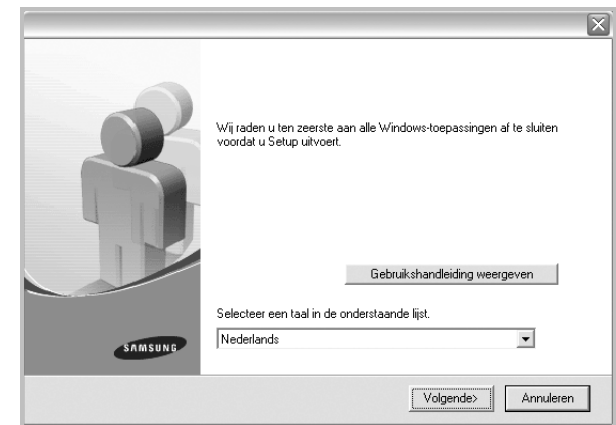 Wij raden u ten zeerste aan alle Windows-toepassingen af te sluiten
voordat u Setup uitvoert.
Gebruikshandleiding weergeven
Selecteer een taal in de onderstaande lijst.
SAMSUNG
Nederlands
Volgende>
Annuleren